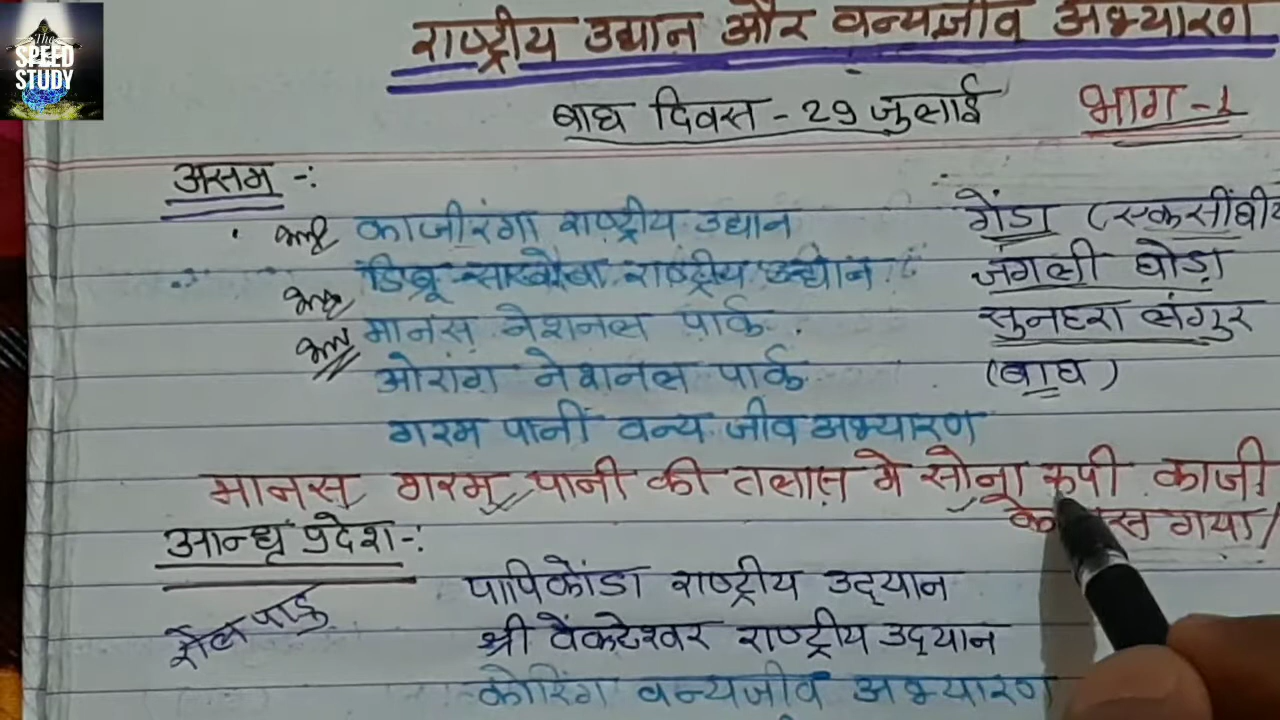 The
SPEED
STUDY
राष्ट्रीय उद्यान और वन्यजीव अभ्यारण
बाघ दिवस - 29 जुलाई भाग - 1
असम -:
काजीरंगा राष्ट्रीय उद्यान गेंडा (एकसींघीय
डिब्रू साखोवा राष्ट्रीय उद्यान जंगली घोड़ा
मानस नेशनल पार्क सुनहरा लंगुर
ओरांग नेशनल पार्क (बाघ)
गरम पानी वन्य जीव अभ्यारण
मानस गरम पानी की तलाश मे सोना रुपी काजी
के गया /
आन्ध्र प्रदेश -:
पापिकोंडा राष्ट्रीय उद्यान
श्री वेंकटेश्वर राष्ट्रीय उद्यान
कोरिंग वन्यजीव अभ्यारण